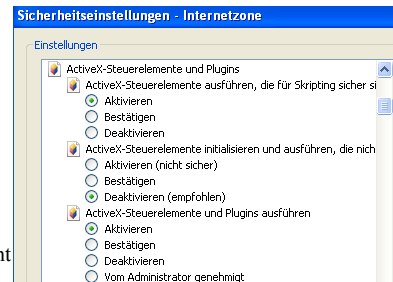 Sicherheitseinstellungen - Internetzone
Einstellungen
ActiveX-Steuerelemente und Plugins
ActiveX-Steuerelemente ausführen, die für Skripting sicher si
Aktivieren
Bestätigen
Deaktivieren
ActiveX-Steuerelemente initialisieren und ausführen, die nich
Aktivieren (nicht sicher)
Bestätigen
Deaktivieren (empfohlen)
ActiveX-Steuerelemente und Plugins ausführen
Aktivieren
Bestätigen
Deaktivieren
Vom Administrator genehmigt